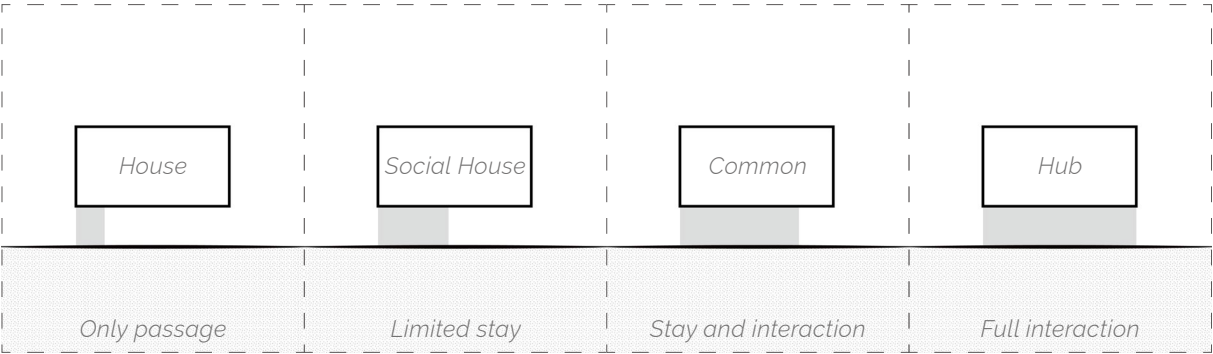 House
Social House
Common
Hub
Only passage
Limited stay
Stay and interaction
Full interaction